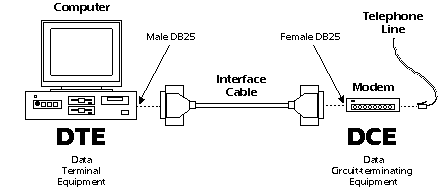 Computer
Telephone
Line
Male DB25
Female DB25
Interface
Cable
Modem
DTE
DCE
Data
Terminal
Equipment
Data
Circuit-terminating
Equipment